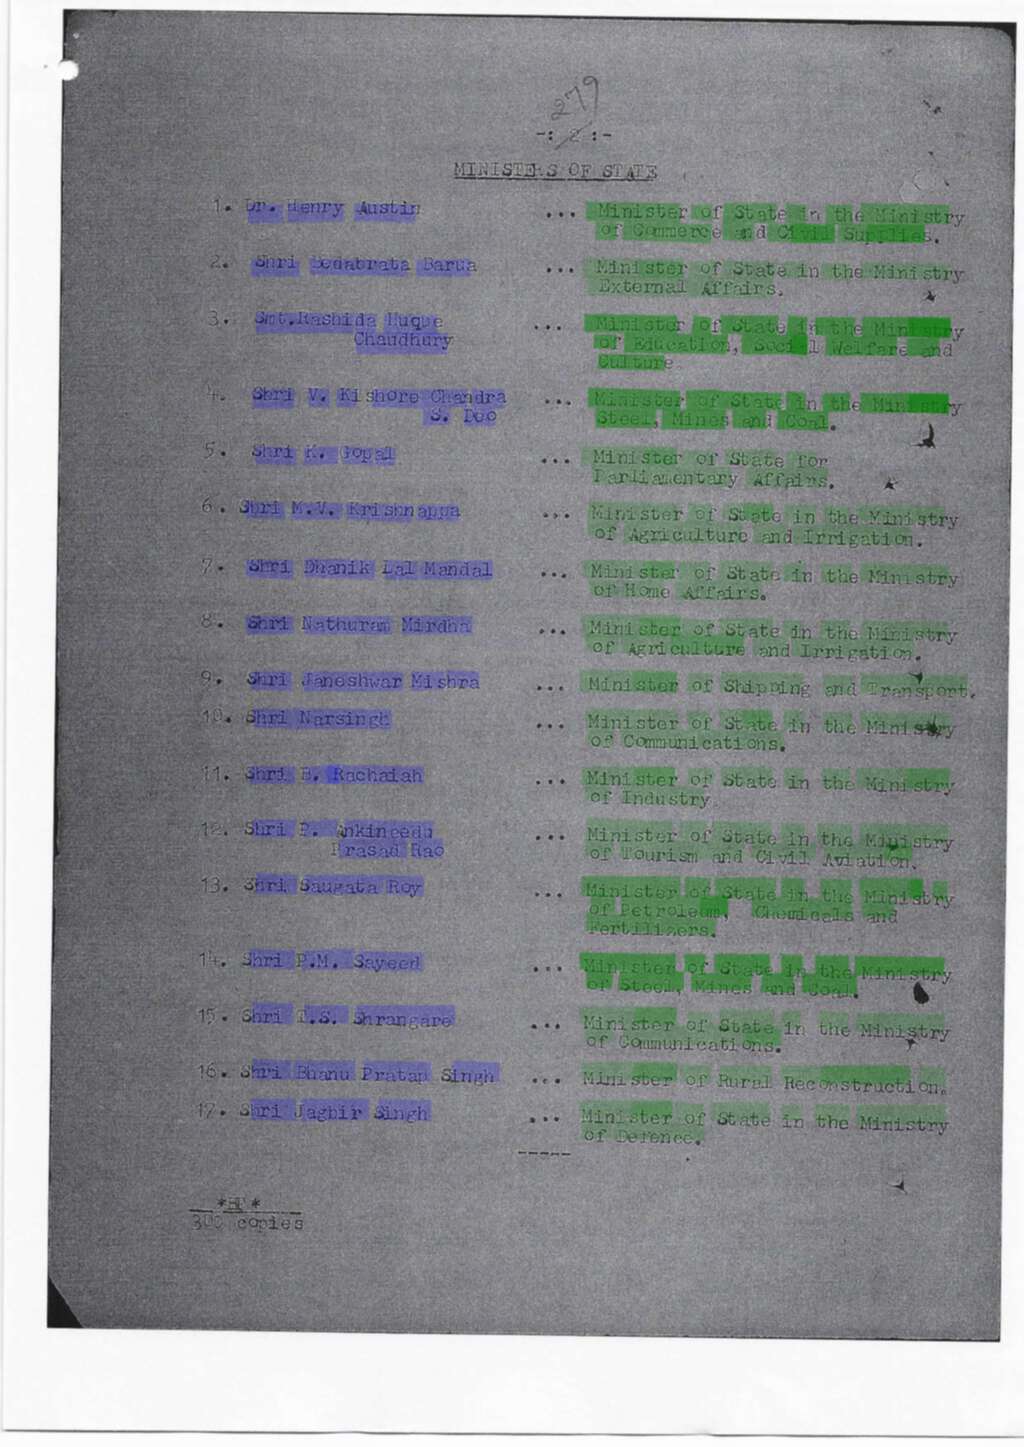 279
-: 2 :-
MINISTERS OF STATE
1. Dr. Henry Austin ... Minister of State in the Ministry
of Commerce and Civil Supplies.
2. Shri Bedabrata Barua ... Minister of State in the Ministry
External Affairs.
3. Smt.Rashida Huque ... Minister of State in the Ministry
Chaudhury of Education, Social Welfare and
Culture.
4. Shri V. Kishore Chandra ... Minister of State in the Ministry
S. Deo Steel, Mines and Coal.
5. Shri K. Gopal ... Minister of State for
Parliamentary Affairs.
6. Shri M.V. Krishnappa ... Minister of State in the Ministry
of Agriculture and Irrigation.
7. Shri Dhanik Lal Mandal ... Minister of State in the Ministry
of Home Affairs.
8. Shri Nathuram Mirdha ... Minister of State in the Ministry
of Agriculture and Irrigation.
9. Shri Janeshwar Mishra ... Minister of Shipping and Transport.
10. Shri Narsingh ... Minister of State in the Ministry
of Communications.
11. Shri B. Rachaiah ... Minister of State in the Ministry
of Industry
12. Shri P. Ankineedu ... Minister of State in the Ministry
Prasad Rao of Tourism and Civil Aviation.
13. Shri Saugata Roy ... Minister of State in the Ministry
of Petroleum, Chemicals and
Fertilizers.
14. Shri P.M. Sayeed ... Minister of State in the Ministry
of Steel, Mines and Coal.
15. Shri T.S. Shrangare ... Minister of State in the Ministry
of Communications.
16. Shri Bhanu Pratap Singh ... Minister of Rural Reconstruction.
17. Shri Jagbir Singh ... Minister of State in the Ministry
of Defence.
-----
300 copies